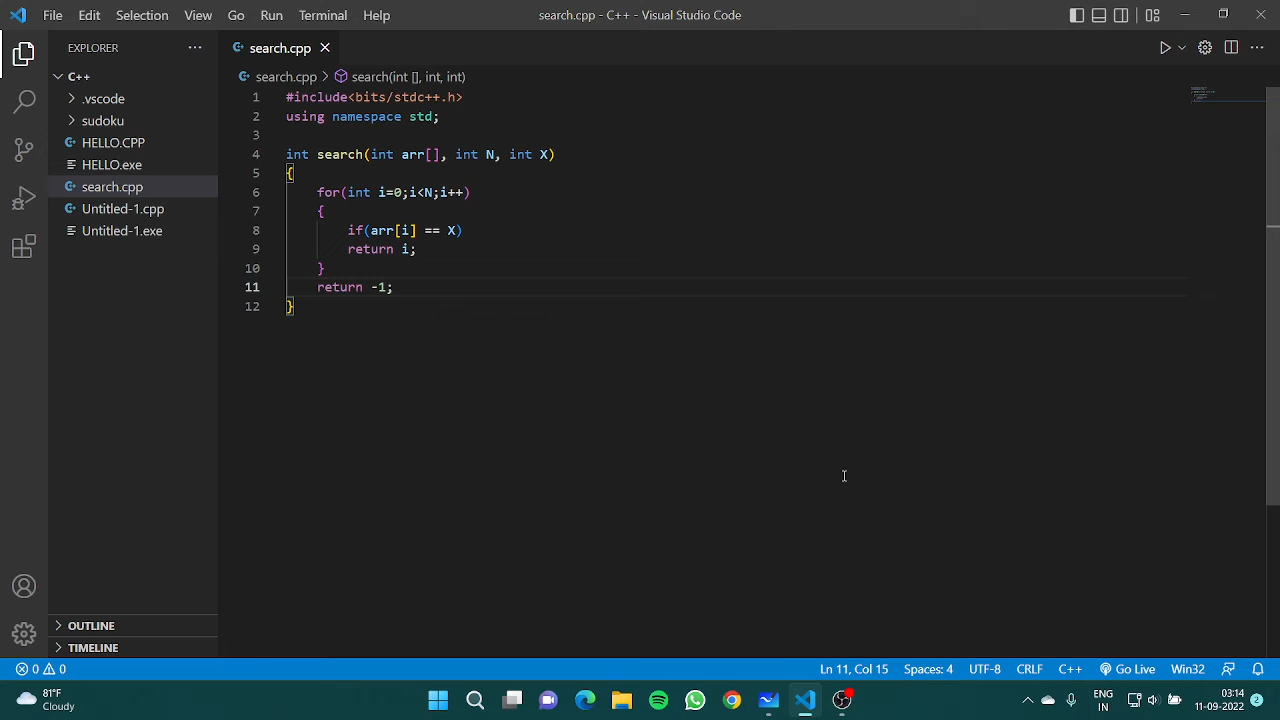 File Edit Selection View Go Run Terminal Help search.cpp - C++ - Visual Studio Code
EXPLORER
C++
.vscode
sudoku
HELLO.CPP
HELLO.exe
search.cpp
Untitled-1.cpp
Untitled-1.exe
OUTLINE
TIMELINE
search.cpp
search.cpp > search(int [], int, int)
1 #include<bits/stdc++.h>
2 using namespace std;
3
4 int search(int arr[], int N, int X)
5 {
6 for(int i=0;i<N;i++)
7 {
8 if(arr[i] == X)
9 return i;
10 }
11 return -1;
12 }
0 0 Ln 11, Col 15 Spaces: 4 UTF-8 CRLF C++ Go Live Win32
81°F
Cloudy
ENG
IN
03:14
11-09-2022
2